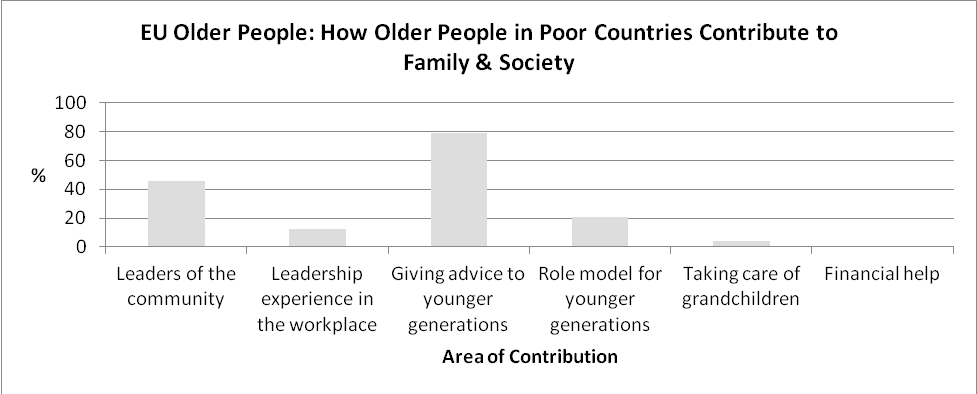 EU Older People: How Older People in Poor Countries Contribute to
Family & Society
100
80
60
40
20
0
%
Leaders of the
community
Leadership
experience in
the workplace
Giving advice to
younger
generations
Role model for
younger
generations
Taking care of
grandchildren
Financial help
Area of Contribution